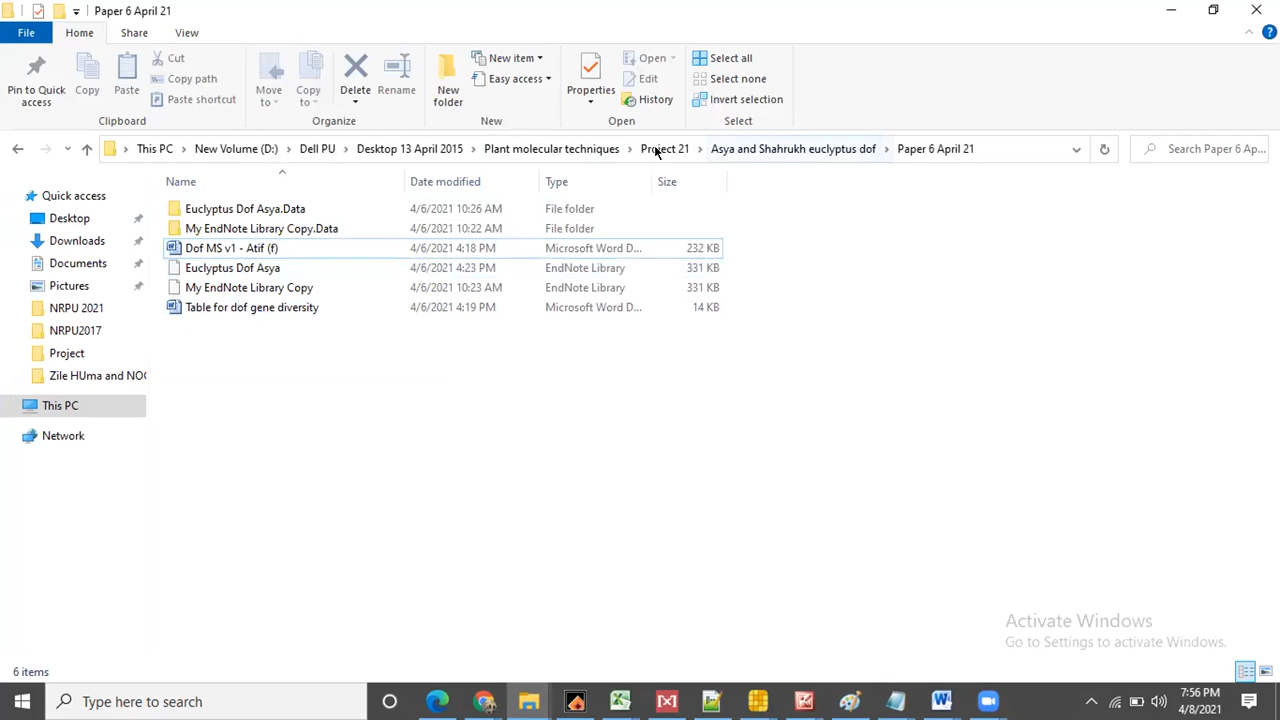 Paper 6 April 21
File Home Share View
Pin to Quick access
Copy
Paste
Cut
Copy path
Paste shortcut
Clipboard
Move to
Copy to
Delete
Rename
Organize
New folder
New item
Easy access
New
Properties
Open
Edit
History
Open
Select all
Select none
Invert selection
Select
This PC New Volume (D:) Dell PU Desktop 13 April 2015 Plant molecular techniques Project 21 Asya and Shahrukh euclyptus dof Paper 6 April 21
Search Paper 6 Ap...
Name Date modified Type Size
Quick access
Desktop
Downloads
Documents
Pictures
NRPU 2021
NRPU2017
Project
Zile HUma and NOC
This PC
Network
Euclyptus Dof Asya.Data 4/6/2021 10:26 AM File folder
My EndNote Library Copy.Data 4/6/2021 10:22 AM File folder
Dof MS v1 - Atif (f) 4/6/2021 4:18 PM Microsoft Word D... 232 KB
Euclyptus Dof Asya 4/6/2021 4:23 PM EndNote Library 331 KB
My EndNote Library Copy 4/6/2021 10:23 AM EndNote Library 331 KB
Table for dof gene diversity 4/6/2021 4:19 PM Microsoft Word D... 14 KB
Activate Windows
Go to Settings to activate Windows.
6 items
Type here to search
7:56 PM
4/8/2021